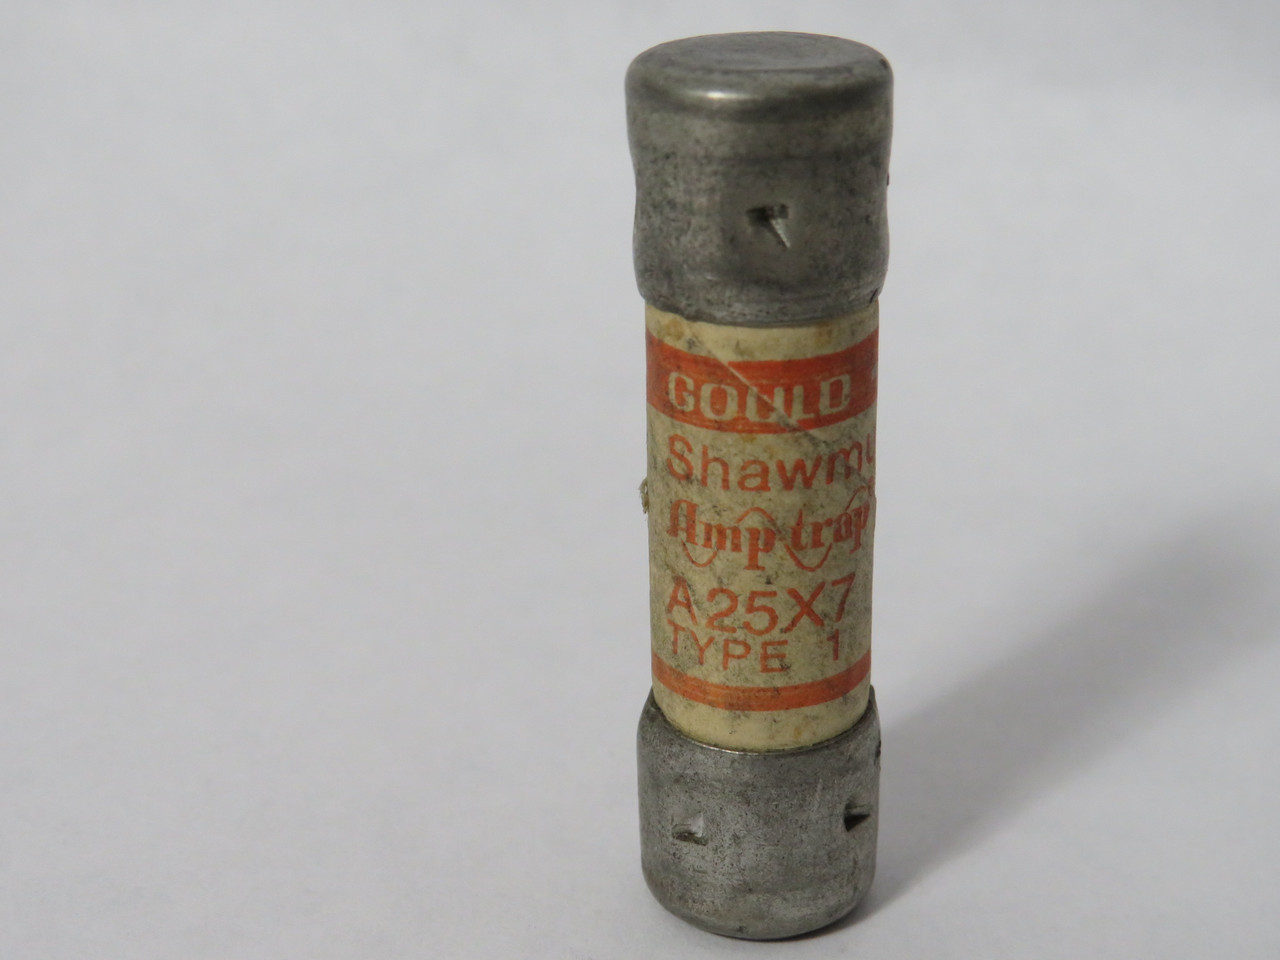 GOULD
Shawmu
Amp-trap
A25X7
TYPE 1